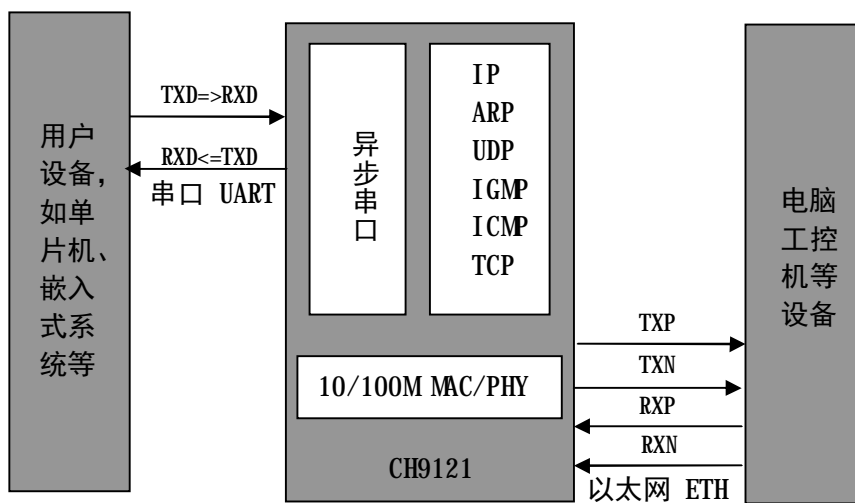 用户
设备，
如单
片机、
嵌入
式系
统等
TXD=>RXD
RXD<=TXD
串口 UART
异
步
串
口
IP
ARP
UDP
IGMP
ICMP
TCP
10/100M MAC/PHY
CH9121
TXP
TXN
RXP
RXN
以太网 ETH
电脑
工控
机等
设备